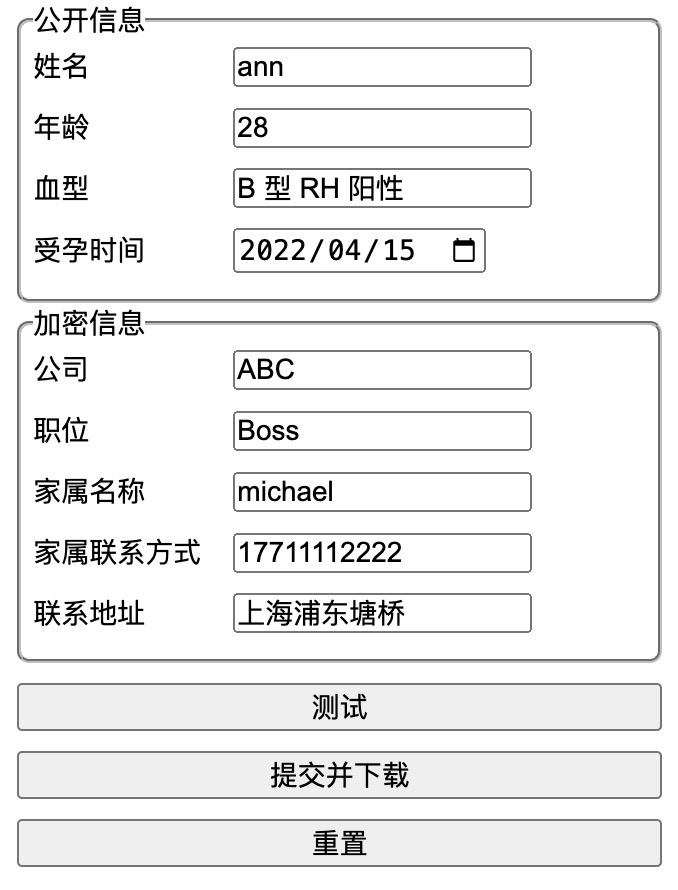 公开信息
姓名 ann
年龄 28
血型 B 型 RH 阳性
受孕时间 2022/04/15
加密信息
公司 ABC
职位 Boss
家属名称 michael
家属联系方式 17711112222
联系地址 上海浦东塘桥
测试
提交并下载
重置